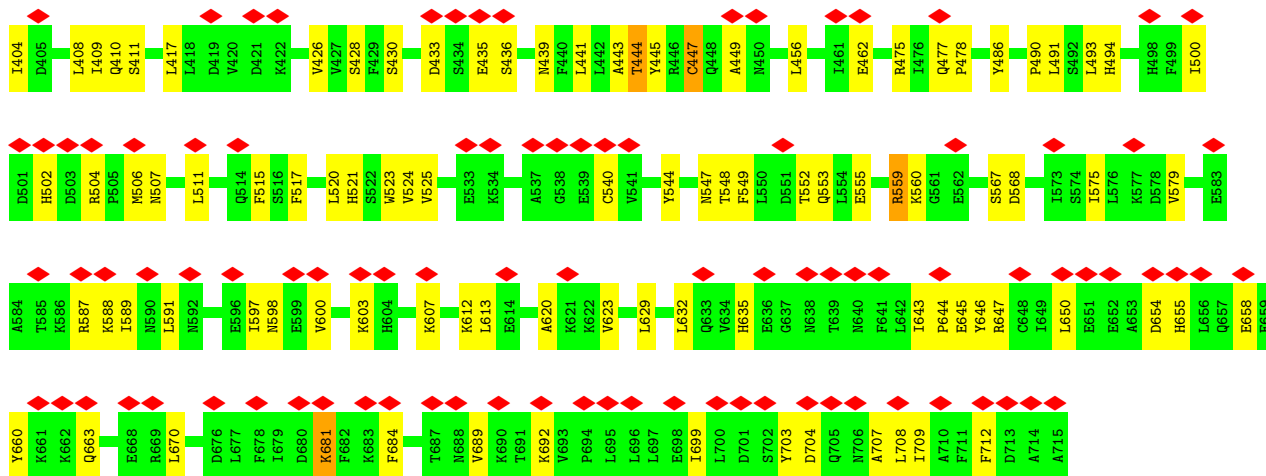 I404 D405 L408 I409 Q410 S411 L417 L418 D419 V420 D421 K422 V426 V427 S428 F429 S430 D433 S434 E435 S436 N439 F440 L441 L442 A443 T444 Y445 R446 C447 Q448 A449 N450 L456 I461 E462 R475 I476 Q477 P478 Y486 P490 L491 S492 L493 H494 H498 F499 I500
D501 H502 D503 R504 P505 M506 N507 L511 Q514 F515 S516 F517 L520 H521 S522 W523 V524 V525 E533 K534 A537 G538 E539 C540 V541 Y544 N547 T548 F549 L550 D551 T552 Q553 L554 E555 R559 K560 G561 E562 S567 D568 I573 S574 I575 L576 K577 D578 V579 E583
A584 T585 K586 R587 K588 I589 N590 L591 N592 E596 I597 N598 E599 V600 K603 H604 K607 K612 L613 E614 A620 K621 K622 V623 L629 L632 Q633 V634 H635 E636 G637 N638 T639 N640 F641 L642 I643 P644 E645 Y646 R647 C648 I649 L650 E651 E652 A653 D654 H655 L656 Q657 E658 E659
Y660 K661 K662 Q663 E668 R669 L670 D676 L677 F678 I679 D680 K681 F682 K683 F684 T687 N688 V689 K690 T691 K692 V693 P694 L695 L696 L697 E698 I699 L700 D701 S702 Y703 D704 Q705 N706 A707 L708 I709 A710 F711 F712 D713 A714 A715